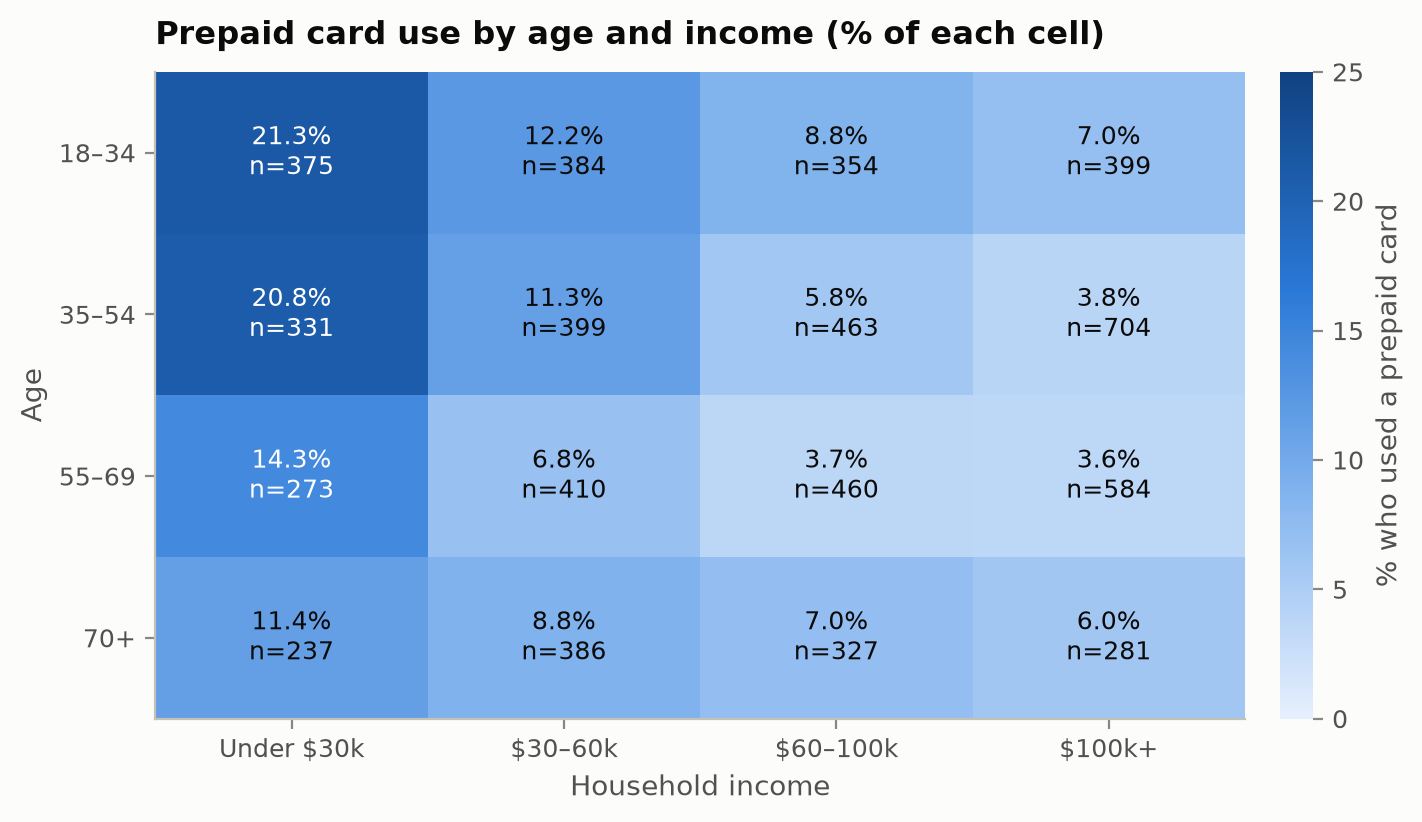 Prepaid card use by age and income (% of each cell)
21.3%
n=375
12.2%
n=384
8.8%
n=354
7.0%
n=399
20.8%
n=331
11.3%
n=399
5.8%
n=463
3.8%
n=704
14.3%
n=273
6.8%
n=410
3.7%
n=460
3.6%
n=584
11.4%
n=237
8.8%
n=386
7.0%
n=327
6.0%
n=281
18–34
35–54
55–69
70+
Age
Under $30k
$30–60k
$60–100k
$100k+
Household income
25
20
15
10
5
0
% who used a prepaid card